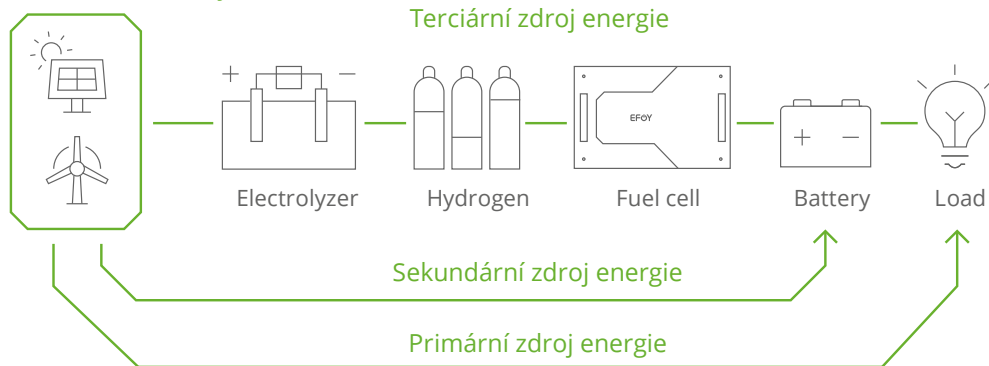 Terciární zdroj energie
EFOY
Electrolyzer
Hydrogen
Fuel cell
Battery
Load
Sekundární zdroj energie
Primární zdroj energie